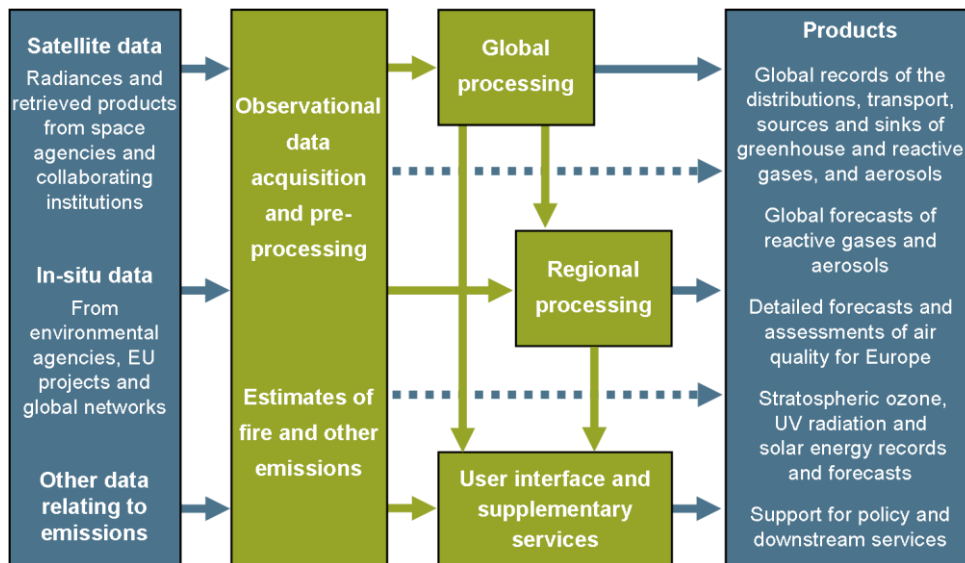 Satellite data
Radiances and
retrieved products
from space
agencies and
collaborating
institutions
In-situ data
From
environmental
agencies, EU
projects and
global networks
Other data
relating to
emissions
Observational
data
acquisition
and pre-
processing
Estimates of
fire and other
emissions
Global
processing
Regional
processing
User interface and
supplementary
services
Products
Global records of the
distributions, transport,
sources and sinks of
greenhouse and reactive
gases, and aerosols
Global forecasts of
reactive gases and
aerosols
Detailed forecasts and
assessments of air
quality for Europe
Stratospheric ozone,
UV radiation and
solar energy records
and forecasts
Support for policy and
downstream services